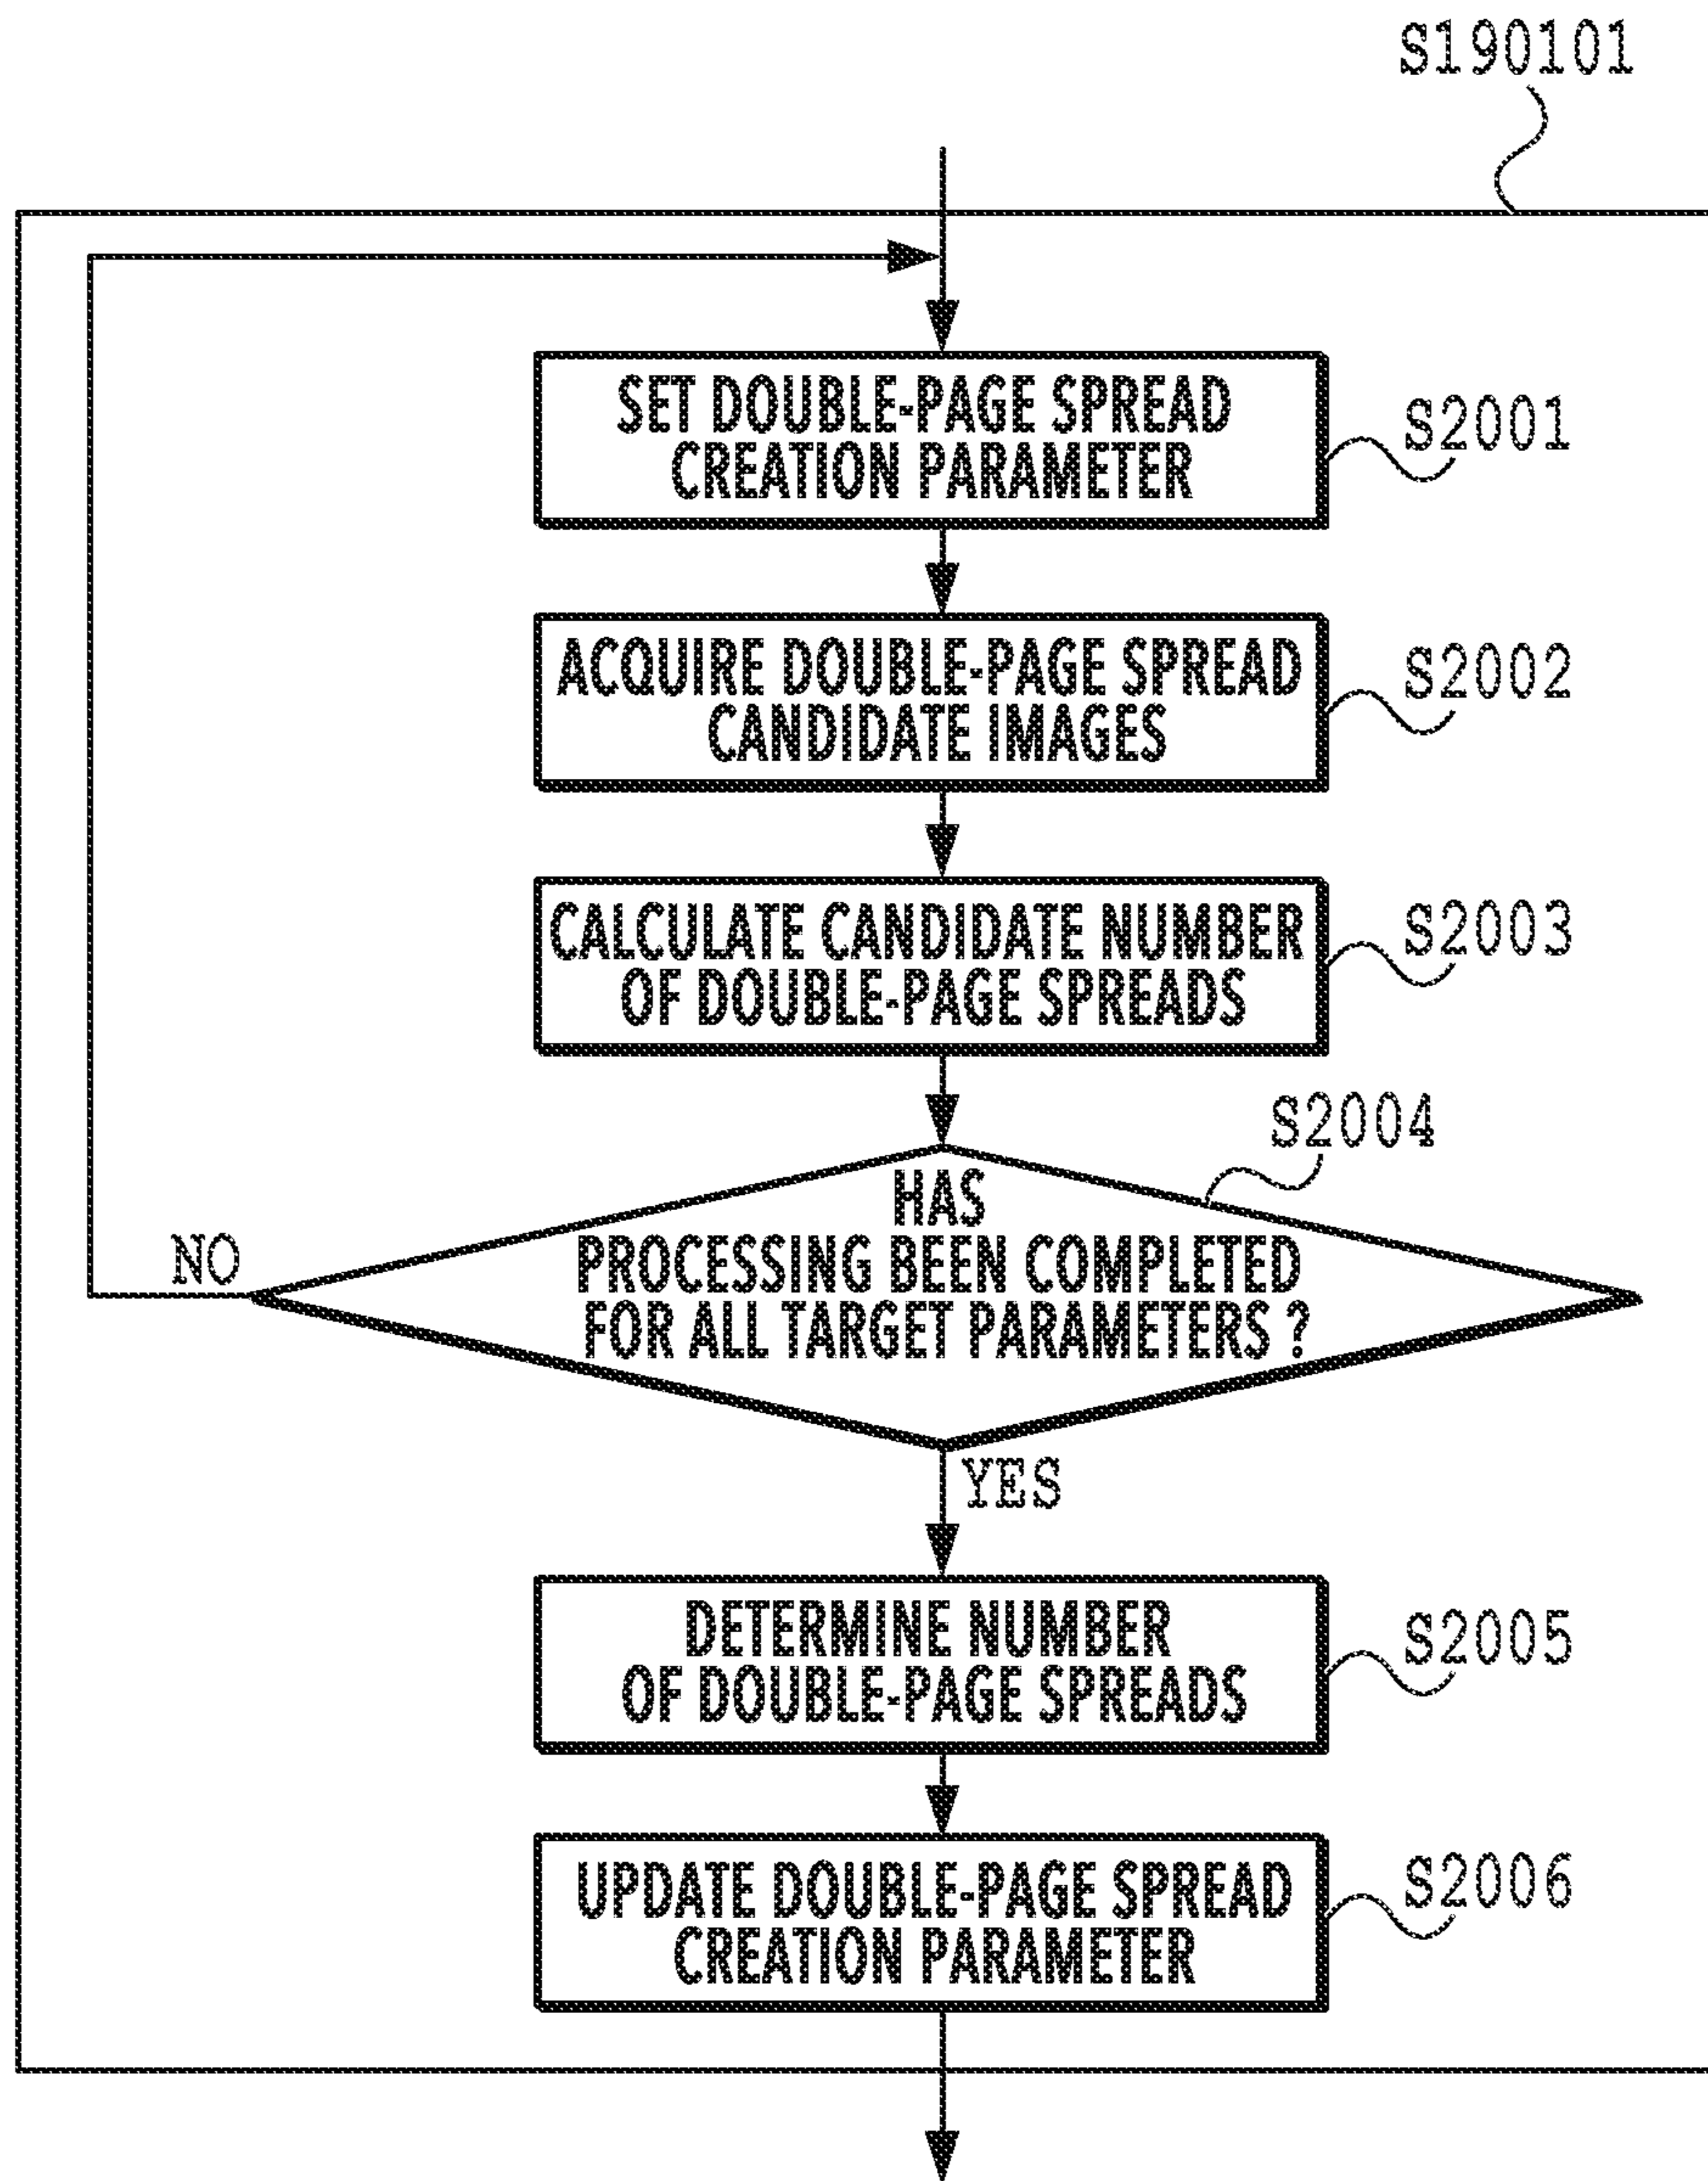 S190101
SET DOUBLE-PAGE SPREAD
CREATION PARAMETER
S2001
ACQUIRE DOUBLE-PAGE SPREAD
CANDIDATE IMAGES
S2002
CALCULATE CANDIDATE NUMBER
OF DOUBLE-PAGE SPREADS
S2003
S2004
HAS
PROCESSING BEEN COMPLETED
FOR ALL TARGET PARAMETERS ?
NO
YES
DETERMINE NUMBER
OF DOUBLE-PAGE SPREADS
S2005
UPDATE DOUBLE-PAGE SPREAD
CREATION PARAMETER
S2006